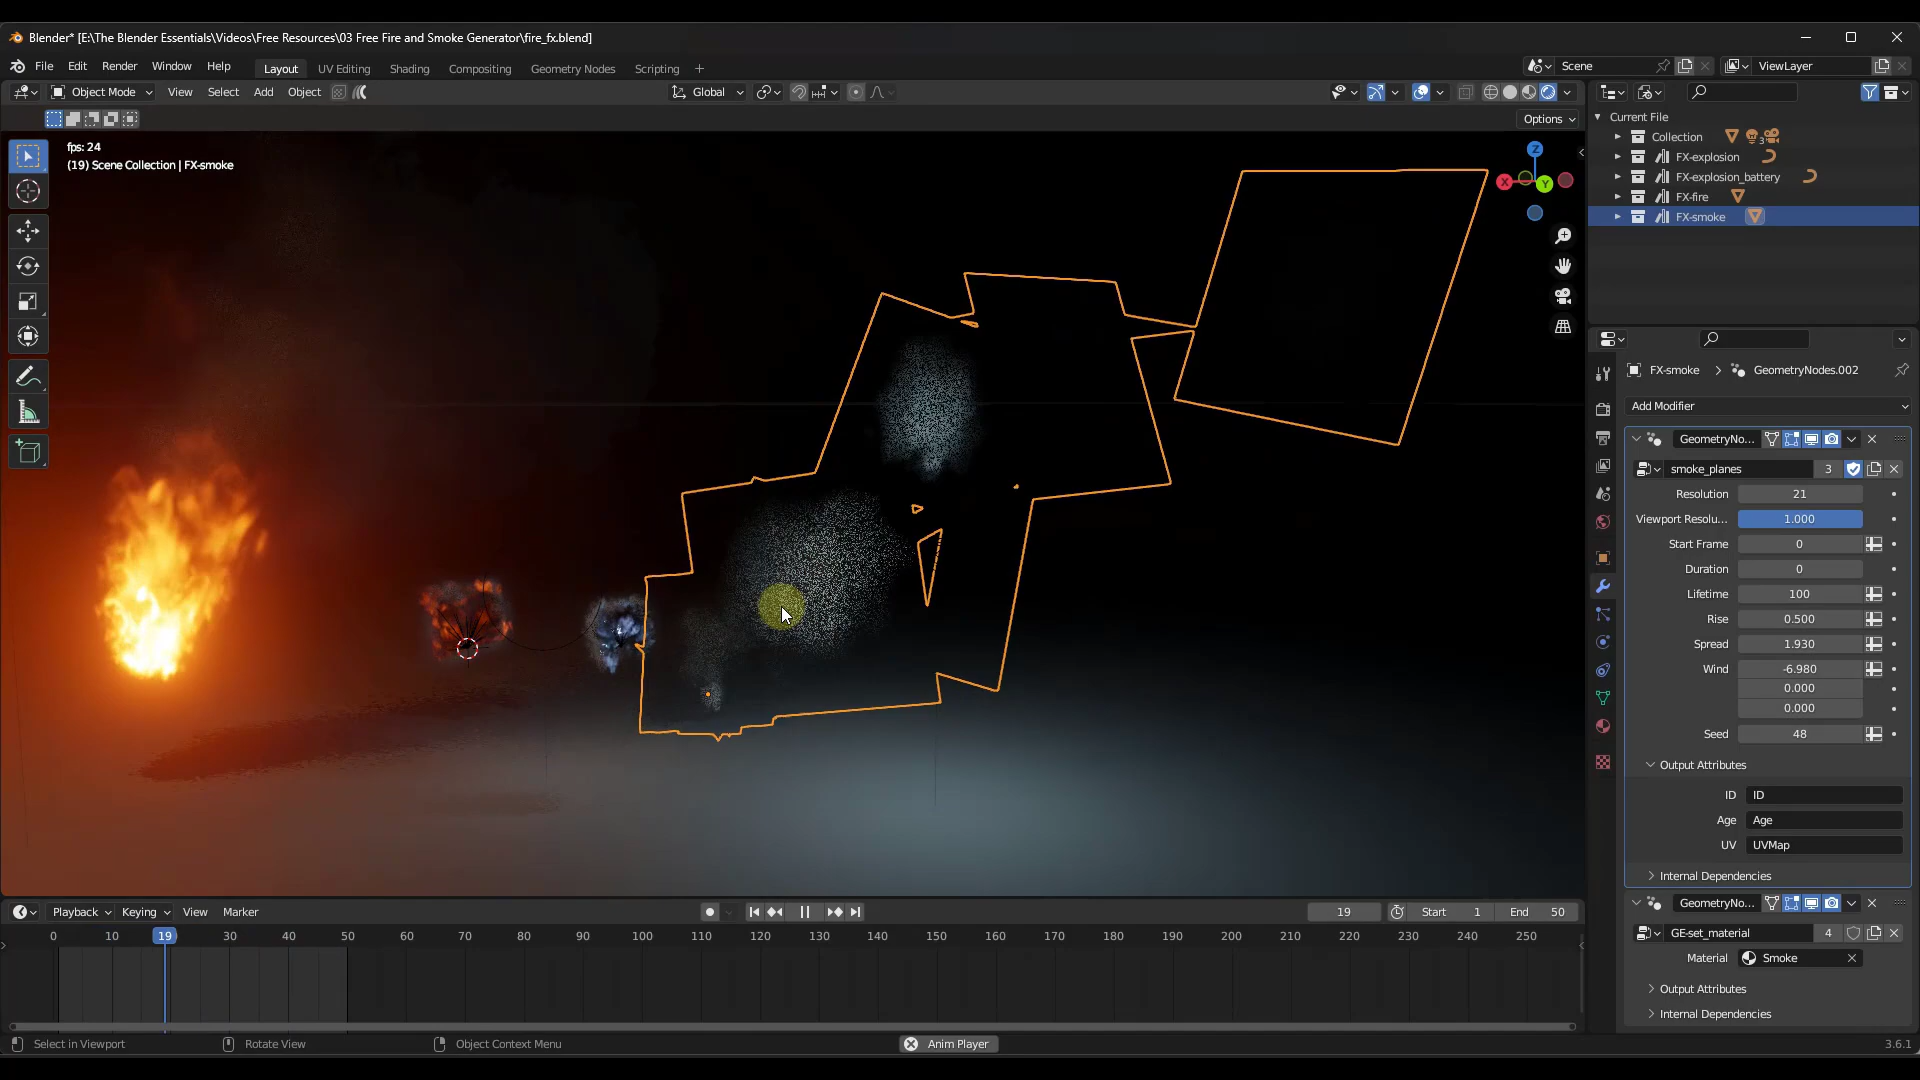 Blender* [E:\The Blender Essentials\Videos\Free Resources\03 Free Fire and Smoke Generator\fire_fx.blend]
File Edit Render Window Help Layout UV Editing Shading Compositing Geometry Nodes Scripting + Scene ViewLayer
Object Mode View Select Add Object Global
Options
fps: 24
(19) Scene Collection | FX-smoke
Z
X Y
Current File
Collection 3
FX-explosion
FX-explosion_battery
FX-fire
FX-smoke
FX-smoke > GeometryNodes.002
Add Modifier
GeometryNo...
smoke_planes 3
Resolution 21
Viewport Resolu... 1.000
Start Frame 0
Duration 0
Lifetime 100
Rise 0.500
Spread 1.930
Wind -6.980
0.000
0.000
Seed 48
Output Attributes
ID ID
Age Age
UV UVMap
Internal Dependencies
GeometryNo...
GE-set_material 4
Material Smoke
Output Attributes
Internal Dependencies
Playback Keying View Marker 19 Start 1 End 50
0 10 19 30 40 50 60 70 80 90 100 110 120 130 140 150 160 170 180 190 200 210 220 230 240 250
Select in Viewport Rotate View Object Context Menu Anim Player 3.6.1